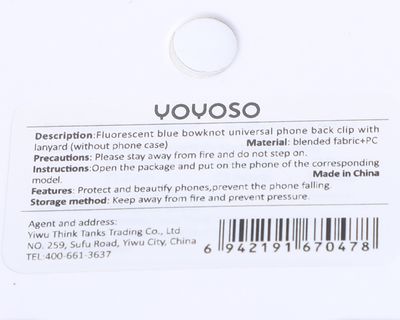 YOYOSO
Description:Fluorescent blue bowknot universal phone back clip with
lanyard (without phone case) Material: blended fabric+PC
Precautions: Please stay away from fire and do not step on.
Instructions:Open the package and put on the phone of the corresponding
model. Made in China
Features: Protect and beautify phones,prevent the phone falling.
Storage method: Keep away from fire and prevent pressure.
Agent and address:
Yiwu Think Tanks Trading Co., Ltd
NO. 259, Sufu Road, Yiwu City, China
TEL:400-661-3637
6 942191 670478